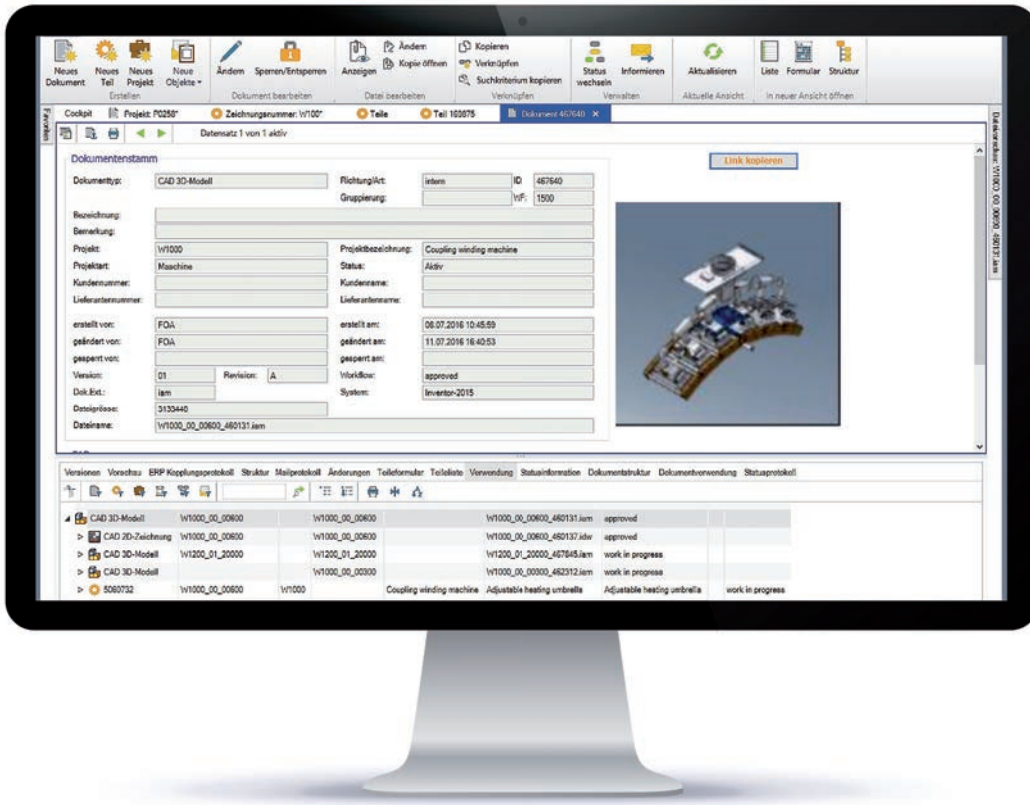 Neues Dokument
Neues Teil
Neues Projekt
Neue Objekte
Ändern
Sperren/Entsperren
Anzeigen
Ändern
Kopie öffnen
Kopieren
Verknüpfen
Suchkriterium kopieren
Status wechseln
Informieren
Aktualisieren
Liste
Formular
Struktur
Erstellen
Dokument bearbeiten
Datei bearbeiten
Verknüpfen
Verwalten
Aktuelle Ansicht
In neuer Ansicht öffnen
Favoriten
Cockpit
Projekt: P0258*
Zeichnungsnummer: W100*
Teile
Teil 163875
Dokument 467640
Datensatz 1 von 1 aktiv
Dateivorschau: W1000_00_00600_460131.iam
Dokumentenstamm
Link kopieren
Dokumenttyp: CAD 3D-Modell Richtung/Art: intern ID: 467640
Gruppierung: WF: 1500
Bezeichnung:
Bemerkung:
Projekt: W1000 Projektbezeichnung: Coupling winding machine
Projektart: Maschine Status: Aktiv
Kundennummer: Kundenname:
Lieferantennummer: Lieferantenname:
erstellt von: FOA erstellt am: 08.07.2016 10:45:59
geändert von: FOA geändert am: 11.07.2016 16:40:53
gesperrt von: gesperrt am:
Version: 01 Revision: A Workflow: approved
Dok.Ext.: iam System: Inventor-2015
Dateigrösse: 3133440
Dateiname: W1000_00_00600_460131.iam
Versionen Vorschau ERP Kopplungsprotokoll Struktur Mailprotokoll Änderungen Teileformular Teileliste Verwendung Statusinformation Dokumentstruktur Dokumentverwendung Statusprotokoll
CAD 3D-Modell W1000_00_00600 W1000_00_00600 W1000_00_00600_460131.iam approved
CAD 2D-Zeichnung W1000_00_00600 W1000_00_00600 W1000_00_00600_460137.idw approved
CAD 3D-Modell W1200_01_20000 W1200_01_20000 W1200_01_20000_467845.iam work in progress
CAD 3D-Modell W1000_00_00300 W1000_00_00300_462312.iam work in progress
5060732 W1000_00_00600 W1000 Coupling winding machine Adjustable heating umbrella Adjustable heating umbrella work in progress